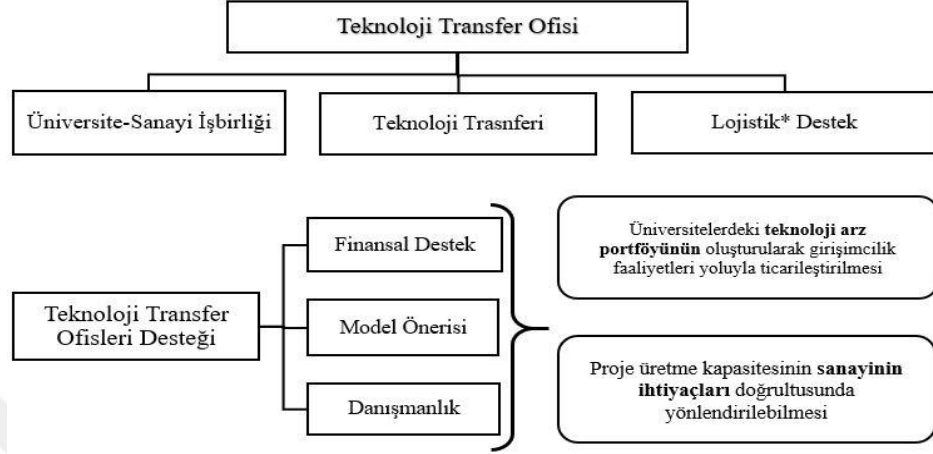 Teknoloji Transfer Ofisi
Üniversite-Sanayi İşbirliği
Teknoloji Trasnferi
Lojistik* Destek
Teknoloji Transfer
Ofisleri Desteği
Finansal Destek
Model Önerisi
Danışmanlık
Üniversitelerdeki teknoloji arz
portföyünün oluşturularak girişimcilik
faaliyetleri yoluyla ticarileştirilmesi
Proje üretme kapasitesinin sanayinin
ihtiyaçları doğrultusunda
yönlendirilebilmesi